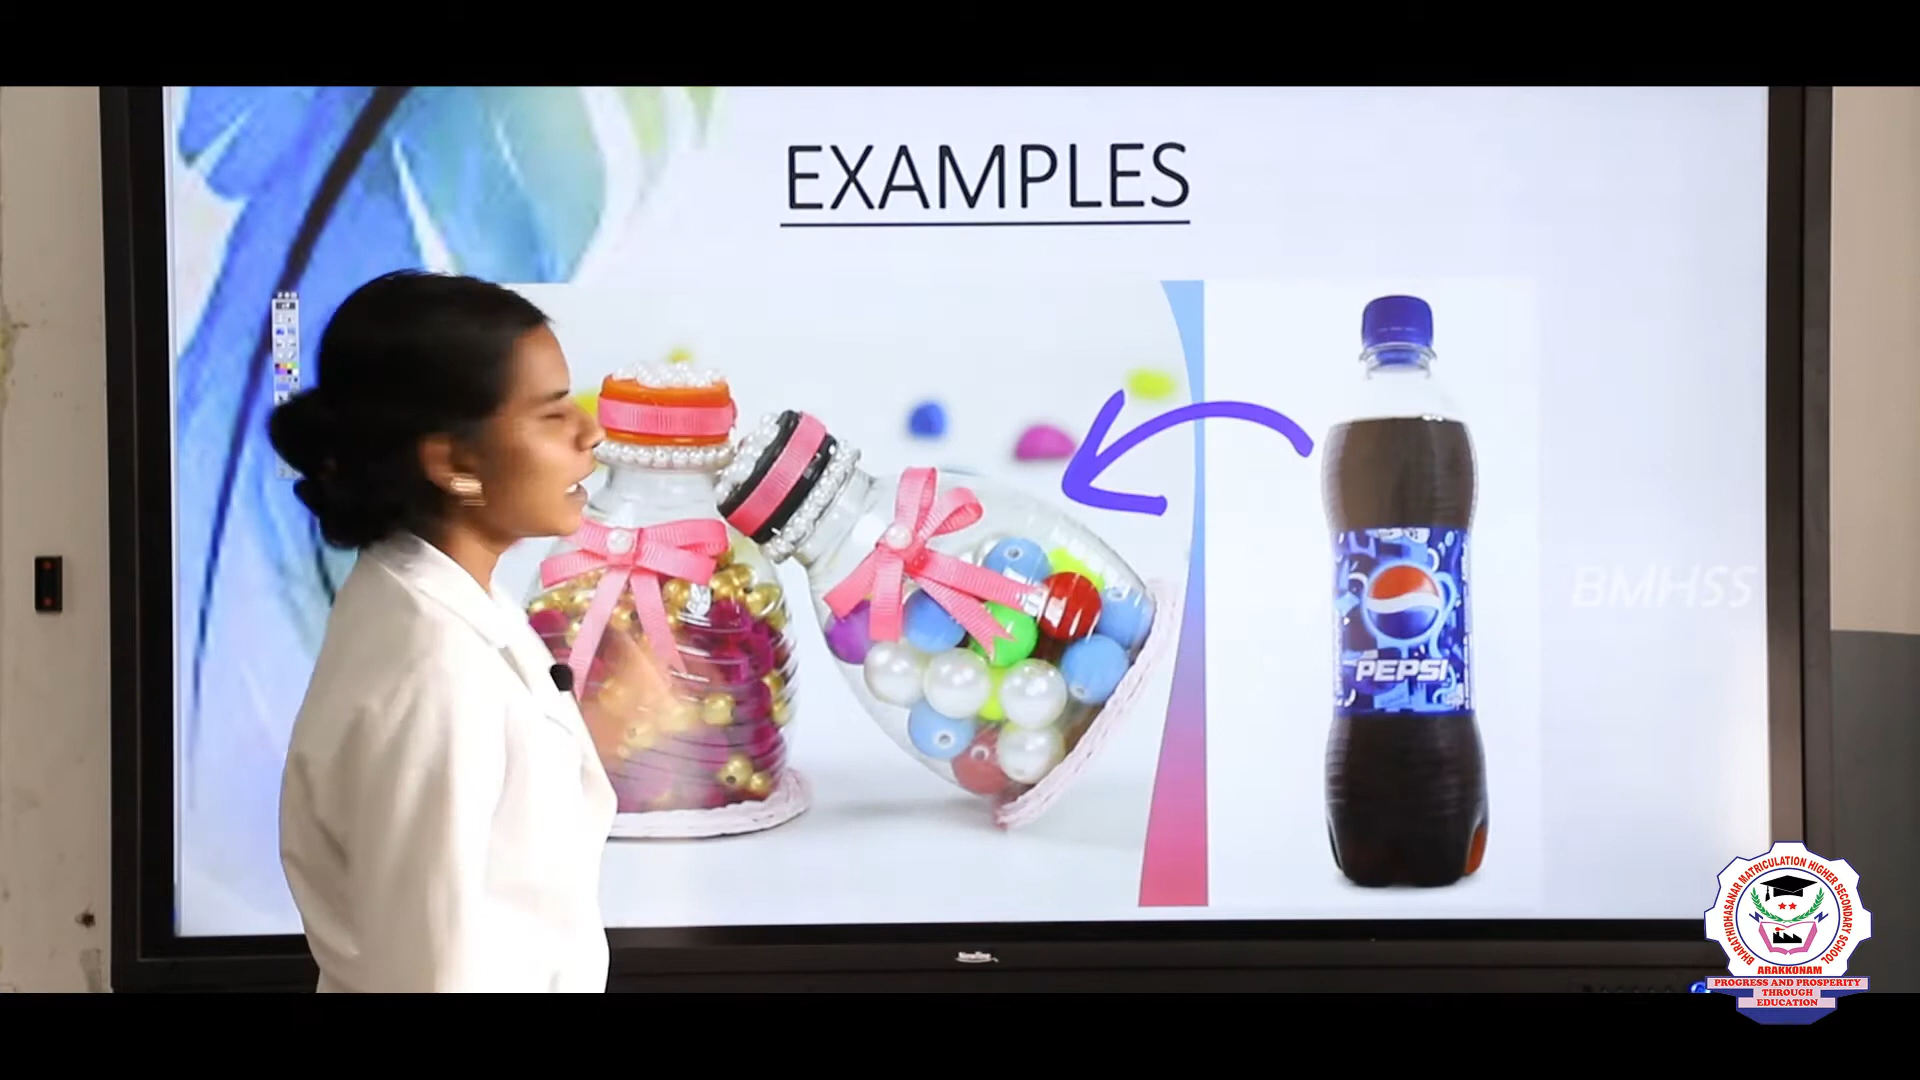 EXAMPLES
PEPSI
BMHSS
BHARATHIDHASANAR MATRICULATION HIGHER SECONDARY SCHOOL
ARAKKONAM
PROGRESS AND PROSPERITY
THROUGH
EDUCATION